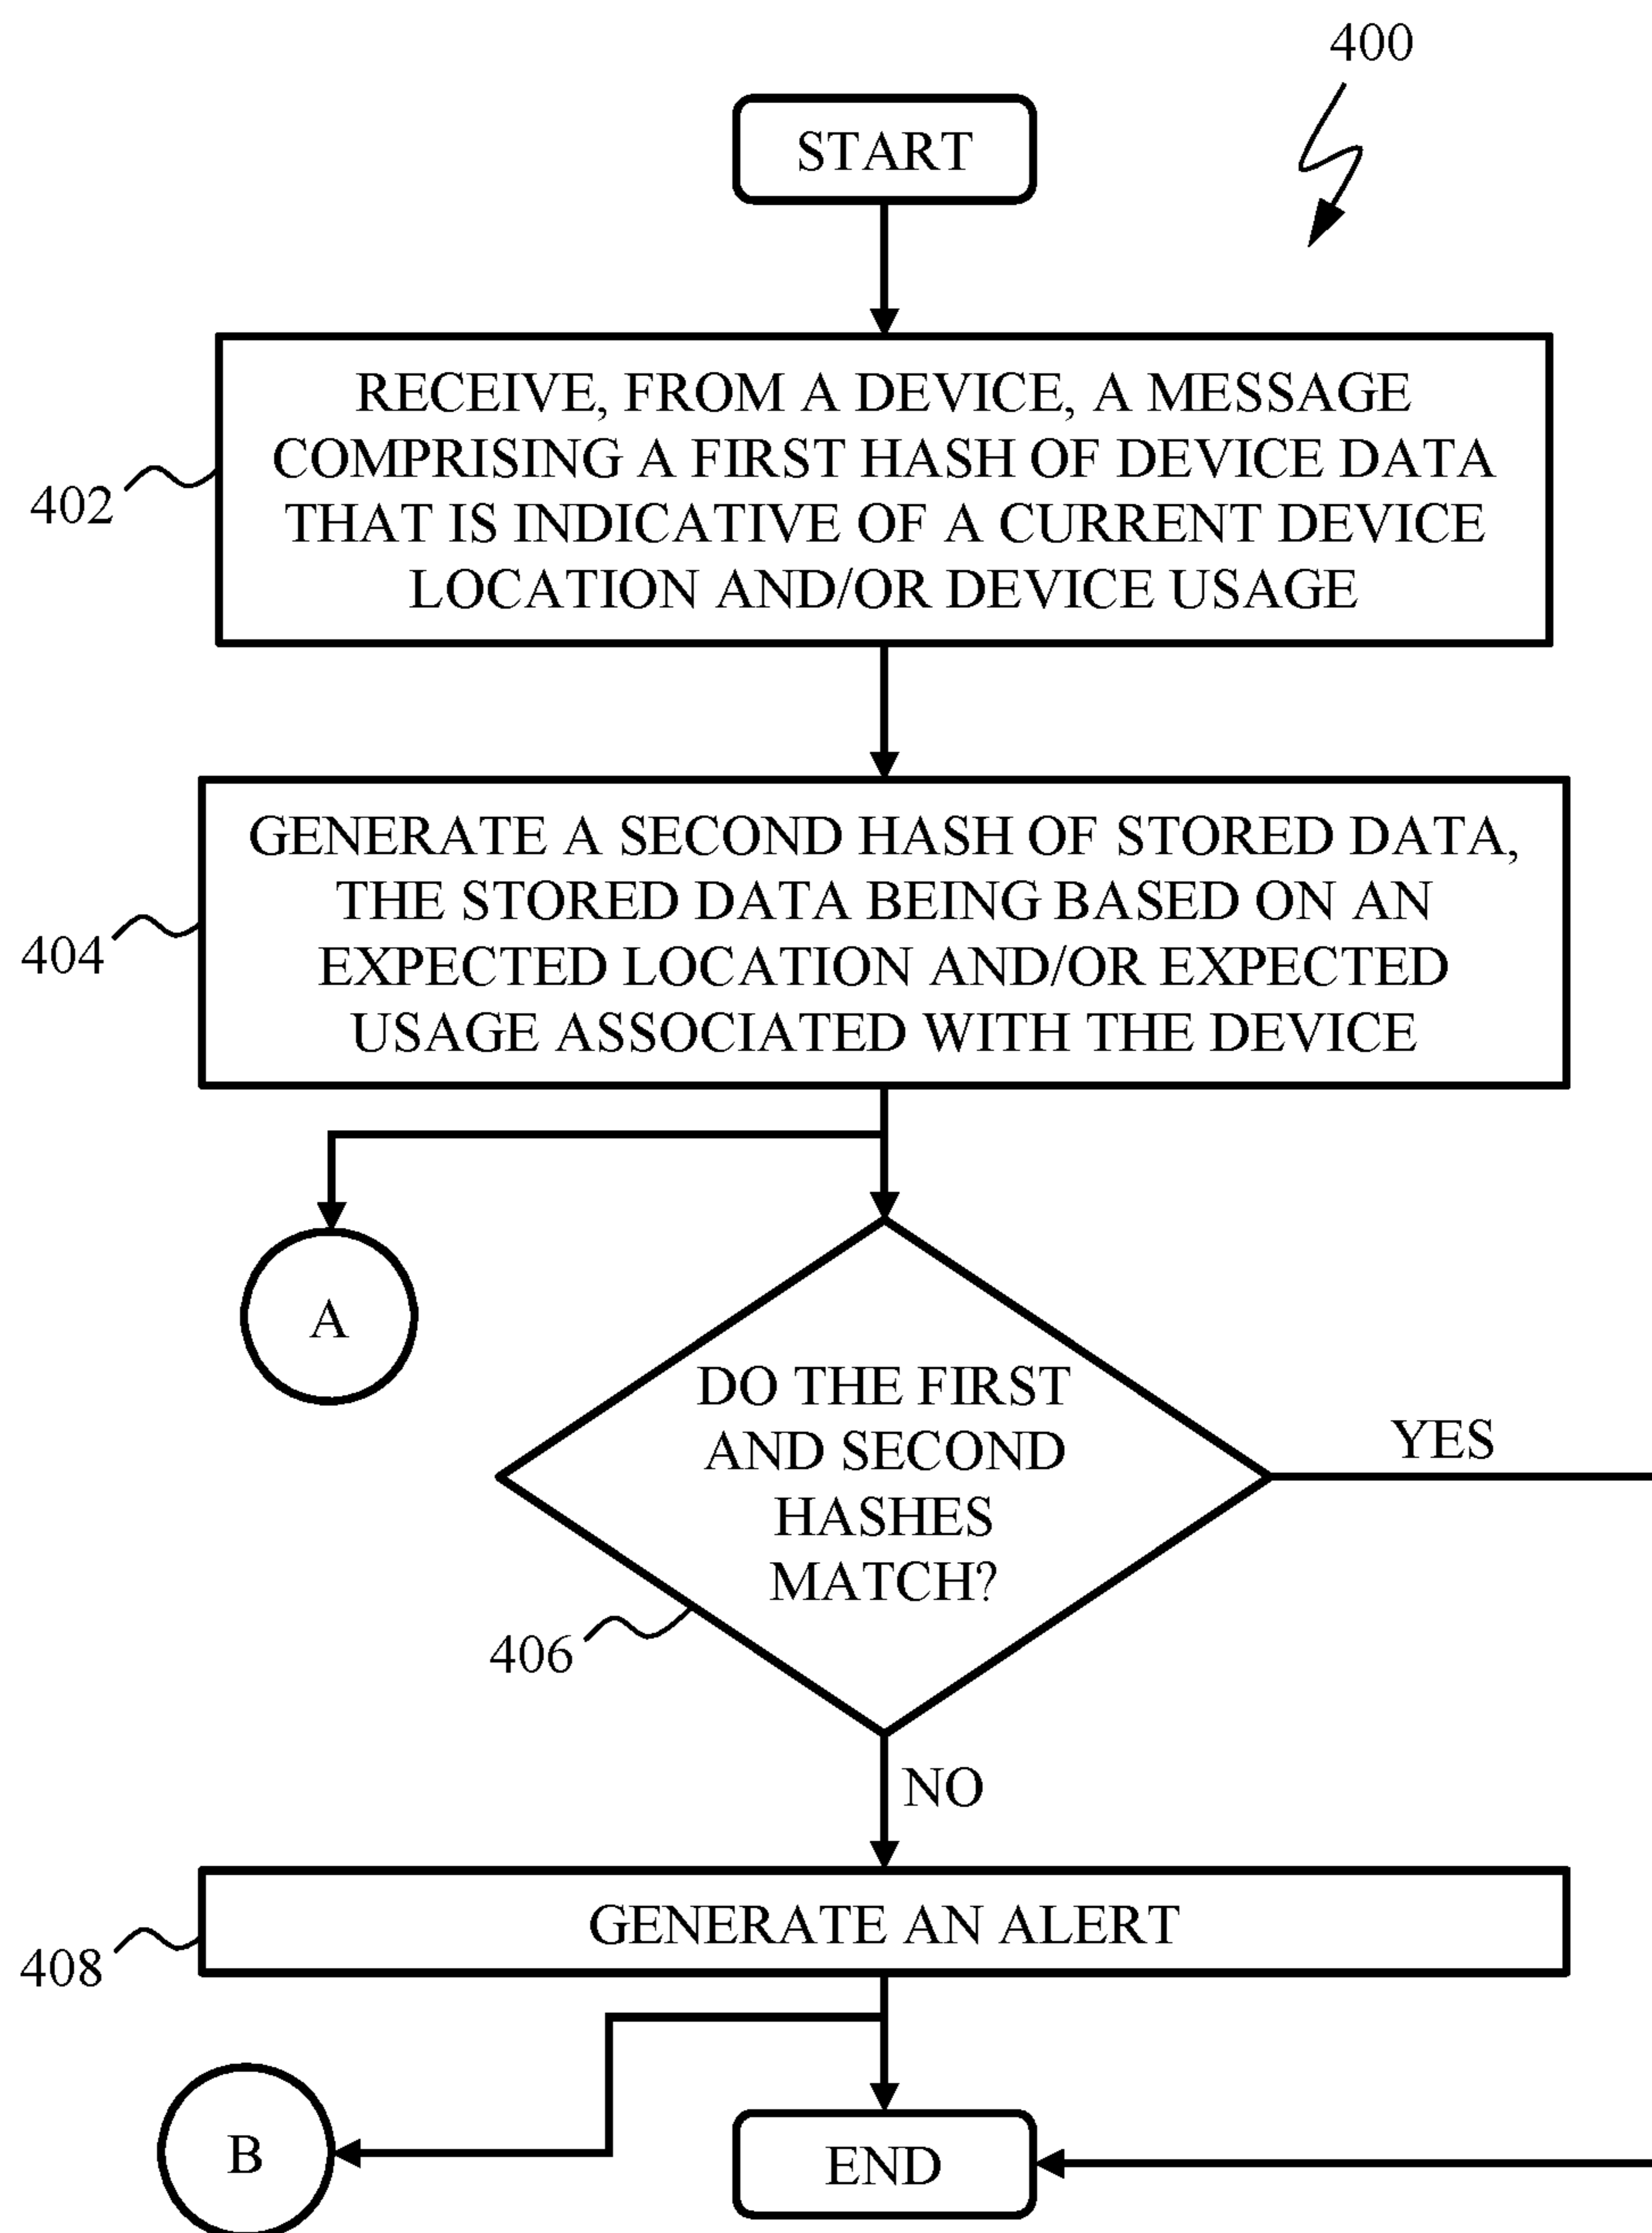 400
START
RECEIVE, FROM A DEVICE, A MESSAGE
COMPRISING A FIRST HASH OF DEVICE DATA
THAT IS INDICATIVE OF A CURRENT DEVICE
LOCATION AND/OR DEVICE USAGE
402
GENERATE A SECOND HASH OF STORED DATA,
THE STORED DATA BEING BASED ON AN
EXPECTED LOCATION AND/OR EXPECTED
USAGE ASSOCIATED WITH THE DEVICE
404
A
DO THE FIRST
AND SECOND
HASHES
MATCH?
YES
406
NO
GENERATE AN ALERT
408
B
END